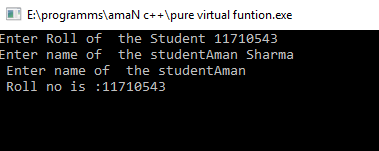 E:\programms\amaN c++\pure virtual funtion.exe
Enter Roll of  the Student 11710543
Enter name of  the studentAman Sharma
 Enter name of  the studentAman
 Roll no is :11710543